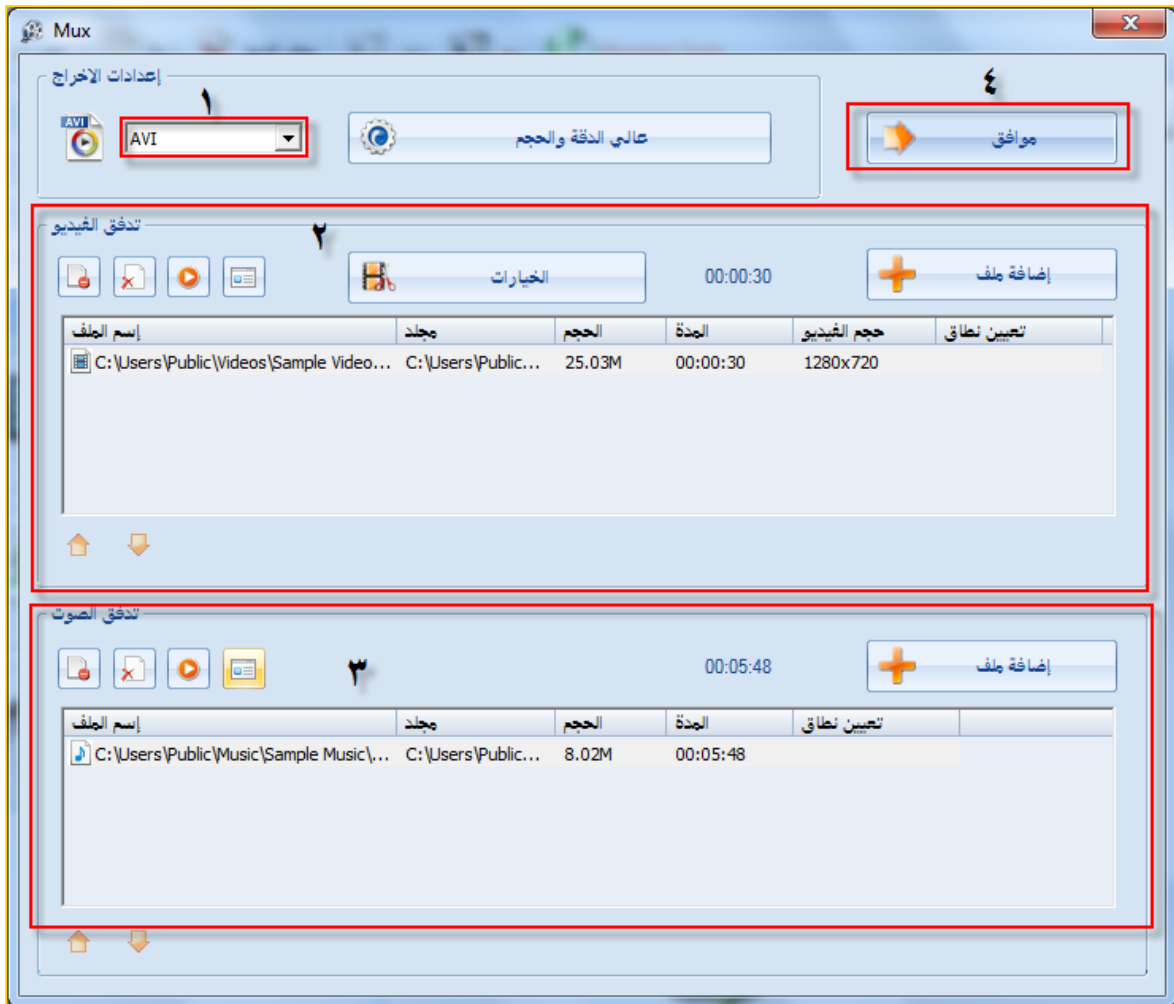 Mux
إعدادات الاخراج
١
٤
AVI
AVI
عالي الدقة والحجم
موافق
تدفق الفيديو
٢
الخيارات
00:00:30
إضافة ملف
إسم الملف مجلد الحجم المدة حجم الفيديو تعيين نطاق
C:\Users\Public\Videos\Sample Video... C:\Users\Public... 25.03M 00:00:30 1280x720
تدفق الصوت
٣
00:05:48
إضافة ملف
إسم الملف مجلد الحجم المدة تعيين نطاق
C:\Users\Public\Music\Sample Music\... C:\Users\Public... 8.02M 00:05:48